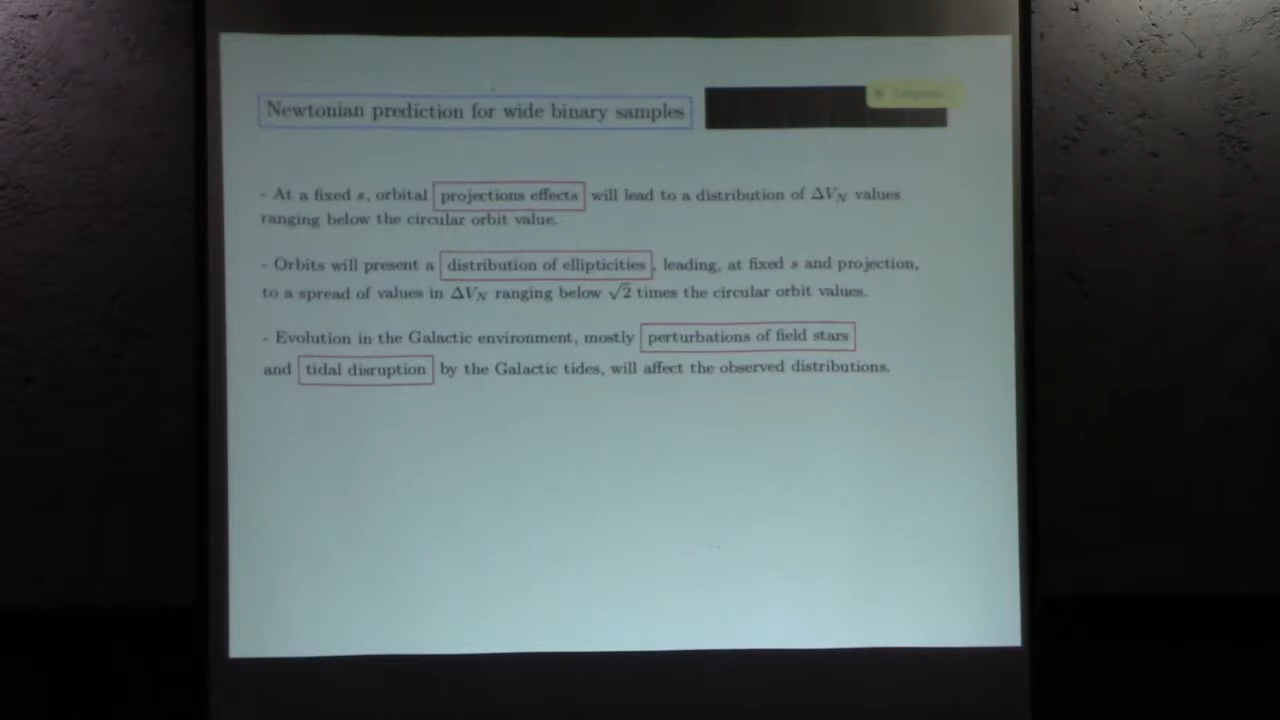 Newtonian prediction for wide binary samples
- At a fixed s, orbital projections effects will lead to a distribution of ΔV_N values
ranging below the circular orbit value.
- Orbits will present a distribution of ellipticities, leading, at fixed s and projection,
to a spread of values in ΔV_N ranging below √2 times the circular orbit values.
- Evolution in the Galactic environment, mostly perturbations of field stars
and tidal disruption by the Galactic tides, will affect the observed distributions.